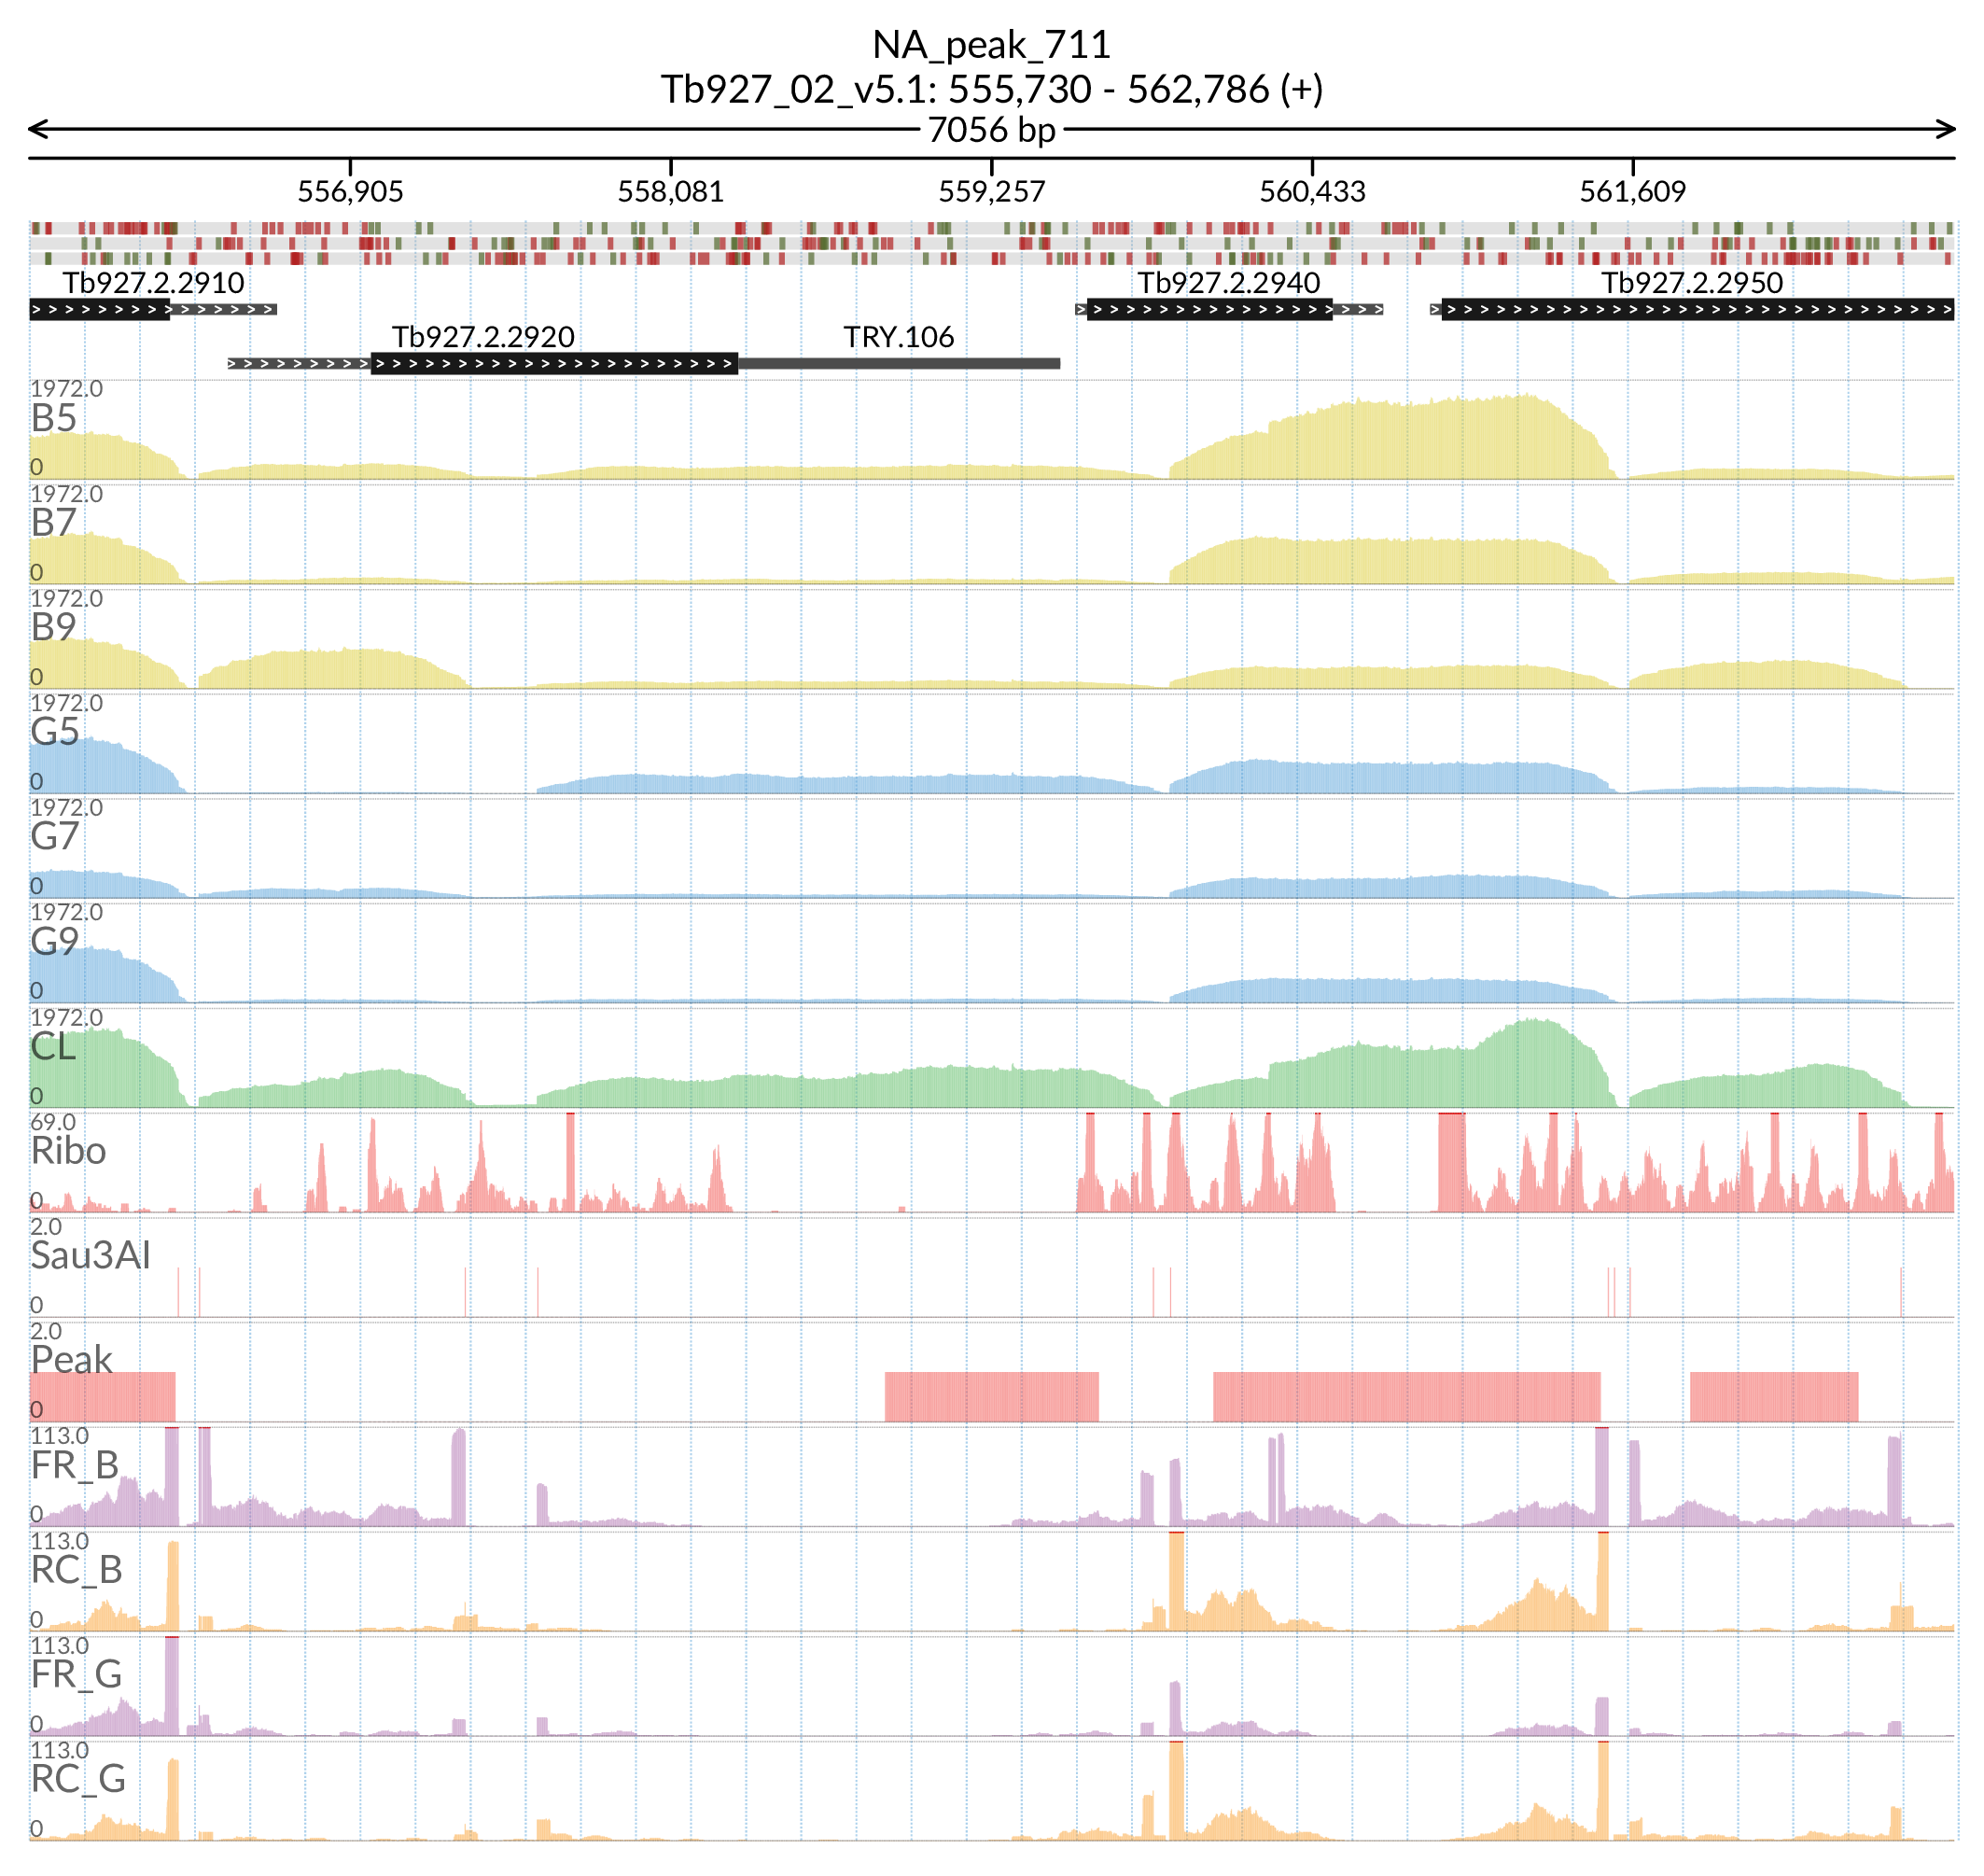 NA_peak_711
Tb927_02_v5.1: 555,730 - 562,786 (+)
7056 bp
556,905 558,081 559,257 560,433 561,609
Tb927.2.2910 Tb927.2.2940 Tb927.2.2950
Tb927.2.2920 TRY.106
1972.0
B5
0
1972.0
B7
0
1972.0
B9
0
1972.0
G5
0
1972.0
G7
0
1972.0
G9
0
1972.0
CL
0
69.0
Ribo
0
2.0
Sau3AI
0
2.0
Peak
0
113.0
FR_B
0
113.0
RC_B
0
113.0
FR_G
0
113.0
RC_G
0